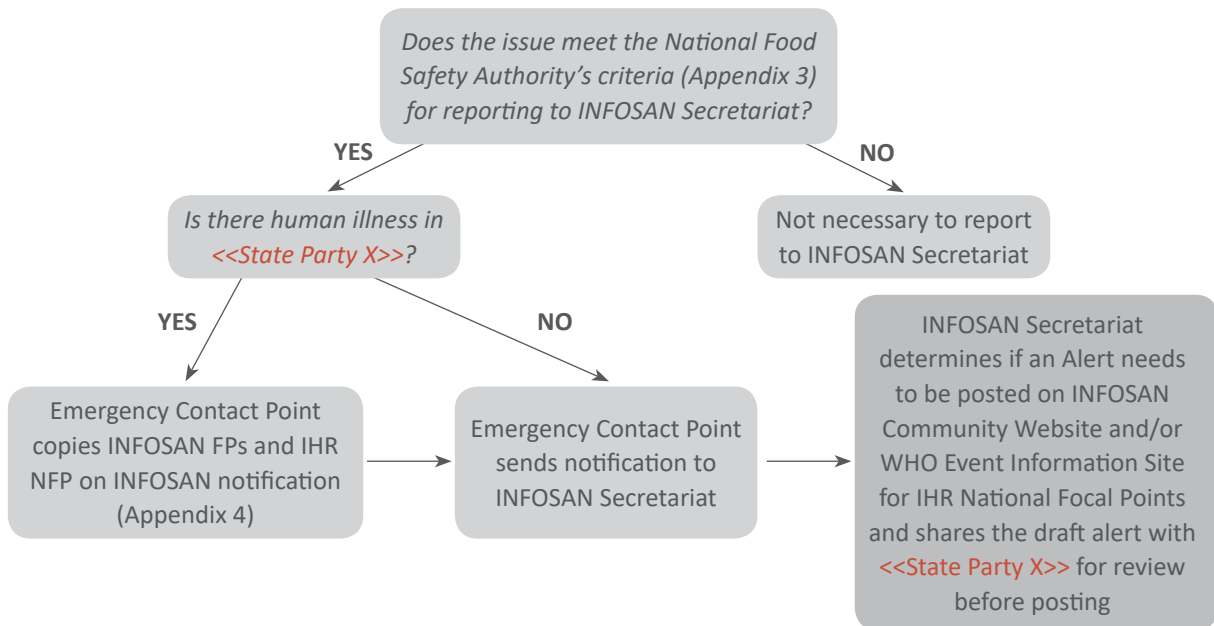 Does the issue meet the National Food
Safety Authority’s criteria (Appendix 3)
for reporting to INFOSAN Secretariat?
YES
NO
Is there human illness in
<<State Party X>>?
Not necessary to report
to INFOSAN Secretariat
YES
NO
Emergency Contact Point
copies INFOSAN FPs and IHR
NFP on INFOSAN notification
(Appendix 4)
Emergency Contact Point
sends notification to
INFOSAN Secretariat
INFOSAN Secretariat
determines if an Alert needs
to be posted on INFOSAN
Community Website and/or
WHO Event Information Site
for IHR National Focal Points
and shares the draft alert with
<<State Party X>> for review
before posting